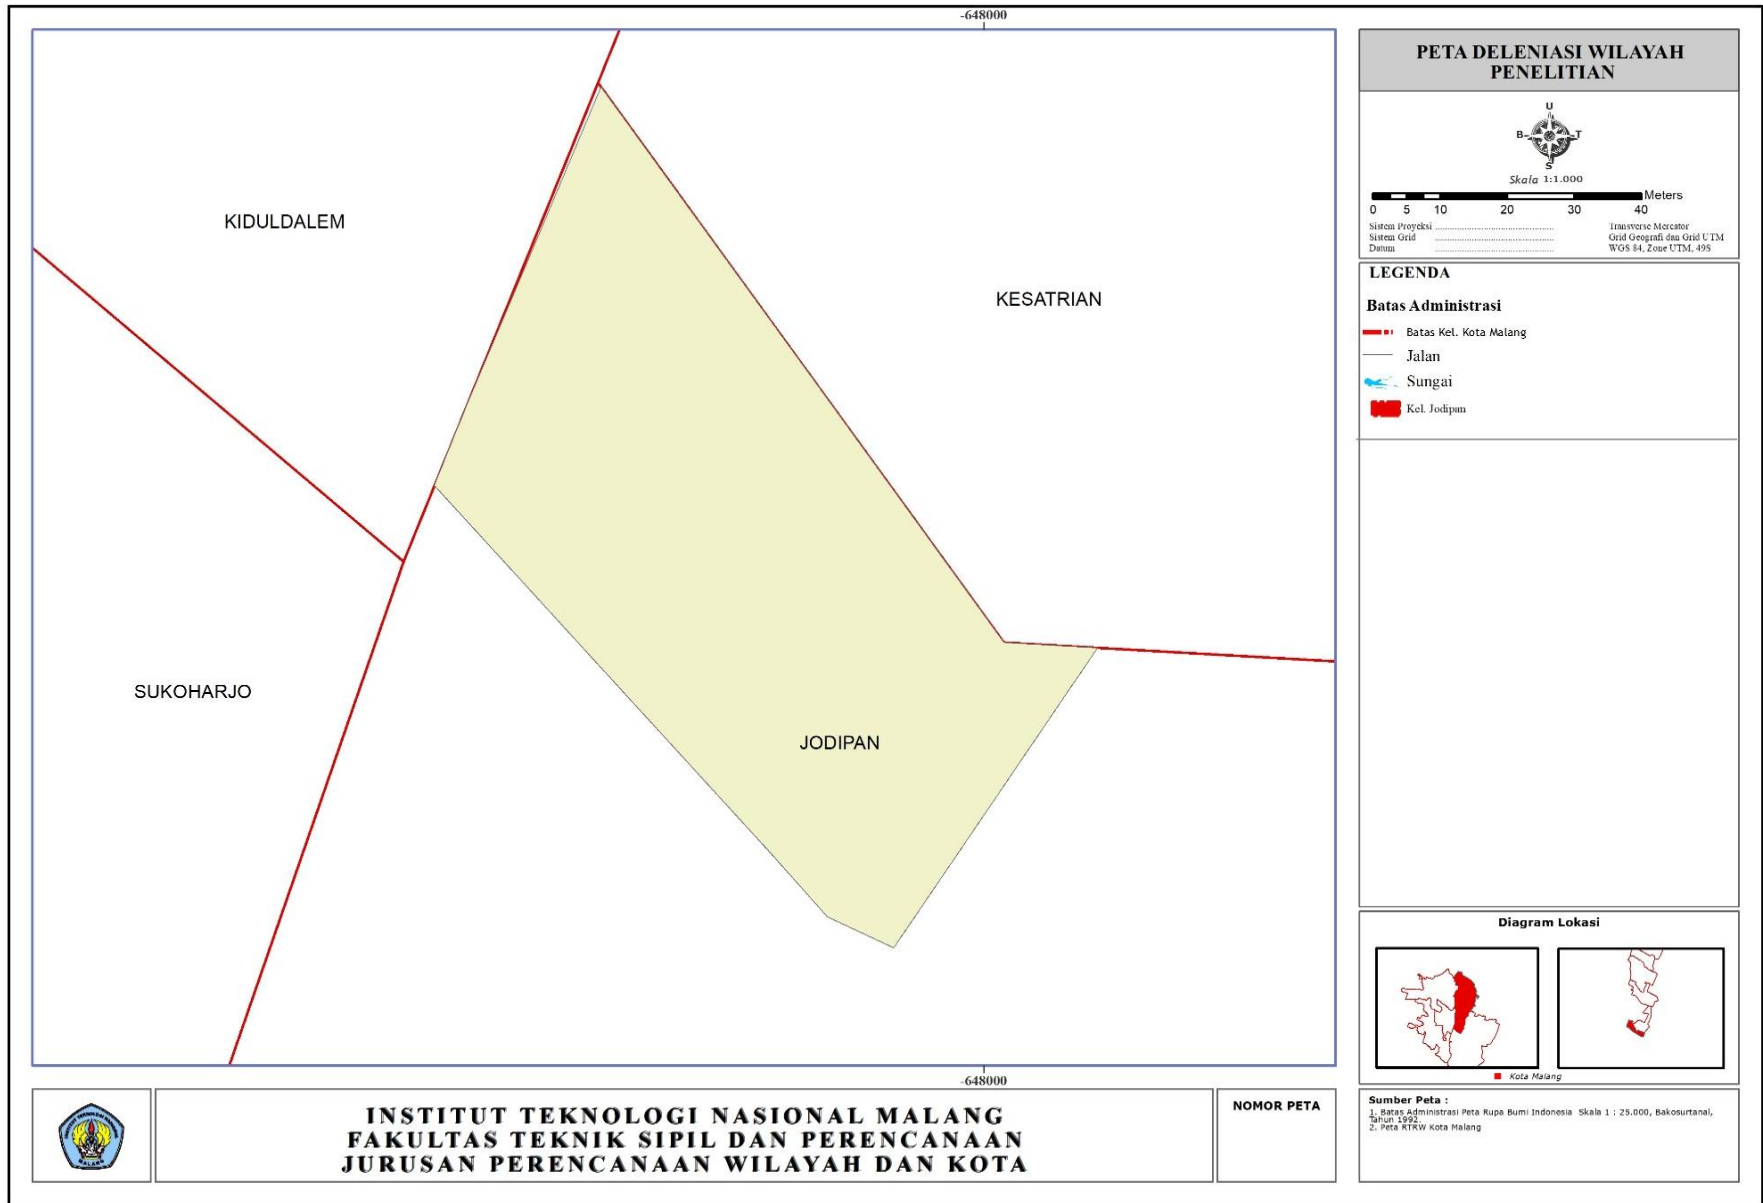 -648000
KIDULDALEM
KESATRIAN
SUKOHARJO
JODIPAN
-648000
PETA DELENIASI WILAYAH
PENELITIAN
U
B T
S
Skala 1:1.000
Meters
0 5 10 20 30 40
Sistem Proyeksi ........................................ Transverse Mercator
Sistem Grid ........................................ Grid Geografi dan Grid UTM
Datum ........................................ WGS 84, Zone UTM, 49S
LEGENDA
Batas Administrasi
Batas Kel. Kota Malang
Jalan
Sungai
Kel. Jodipan
Diagram Lokasi
Kota Malang
INSTITUT TEKNOLOGI NASIONAL MALANG
FAKULTAS TEKNIK SIPIL DAN PERENCANAAN
JURUSAN PERENCANAAN WILAYAH DAN KOTA
NOMOR PETA
Sumber Peta :
1. Batas Administrasi Peta Rupa Bumi Indonesia Skala 1 : 25.000, Bakosurtanal,
Tahun 1992.
2. Peta RTRW Kota Malang